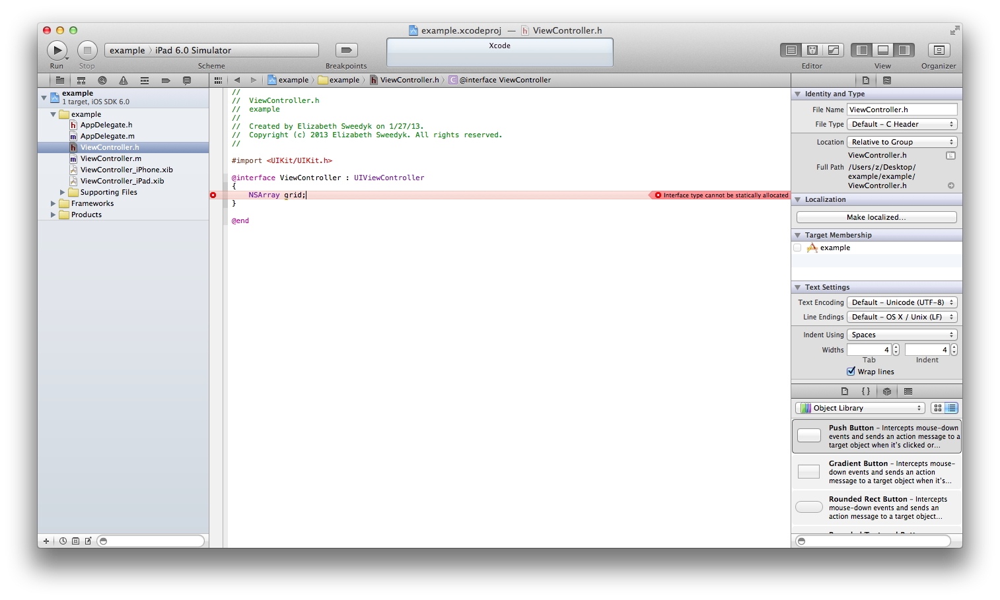 example.xcodeproj — ViewController.h
Run
Stop
example
iPad 6.0 Simulator
Scheme
Breakpoints
Xcode
Editor
View
Organizer
example
example
ViewController.h
@interface ViewController
example
1 target, iOS SDK 6.0
example
AppDelegate.h
AppDelegate.m
ViewController.h
ViewController.m
ViewController_iPhone.xib
ViewController_iPad.xib
Supporting Files
Frameworks
Products
//
//  ViewController.h
//  example
//
//  Created by Elizabeth Sweedyk on 1/27/13.
//  Copyright (c) 2013 Elizabeth Sweedyk. All rights reserved.
//
#import <UIKit/UIKit.h>
@interface ViewController : UIViewController
{
NSArray grid;
Interface type cannot be statically allocated
}
@end
Identity and Type
File Name ViewController.h
File Type Default – C Header
Location Relative to Group
ViewController.h
Full Path /Users/z/Desktop/
example/example/
ViewController.h
Localization
Make localized...
Target Membership
example
Text Settings
Text Encoding Default – Unicode (UTF-8)
Line Endings Default – OS X / Unix (LF)
Indent Using Spaces
Widths 4 4
Tab Indent
Wrap lines
Object Library
Push Button – Intercepts mouse-down
events and sends an action message to a
target object when it's clicked or...
Gradient Button – Intercepts mouse-
down events and sends an action
message to a target object when it's...
Rounded Rect Button – Intercepts
mouse-down events and sends an
action message to a target object...